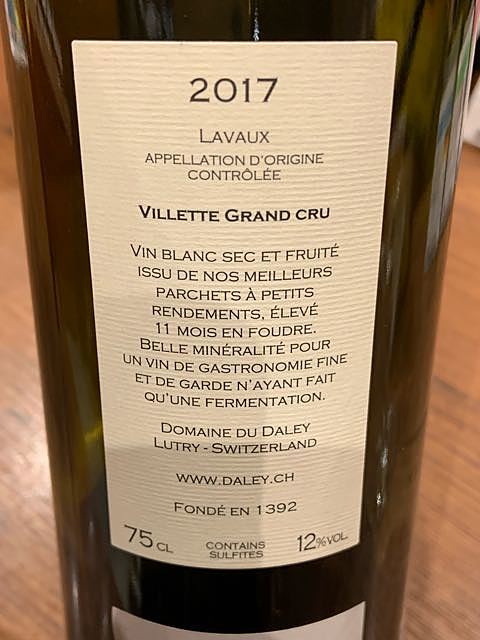 2017
LAVAUX
APPELLATION D'ORIGINE
CONTRÔLÉE
VILLETTE GRAND CRU
VIN BLANC SEC ET FRUITÉ
ISSU DE NOS MEILLEURS
PARCHETS À PETITS
RENDEMENTS, ÉLEVÉ
11 MOIS EN FOUDRE.
BELLE MINÉRALITÉ POUR
UN VIN DE GASTRONOMIE FINE
ET DE GARDE N'AYANT FAIT
QU'UNE FERMENTATION.
DOMAINE DU DALEY
LUTRY - SWITZERLAND
WWW.DALEY.CH
FONDÉ EN 1392
75 CL
CONTAINS
SULFITES
12%VOL